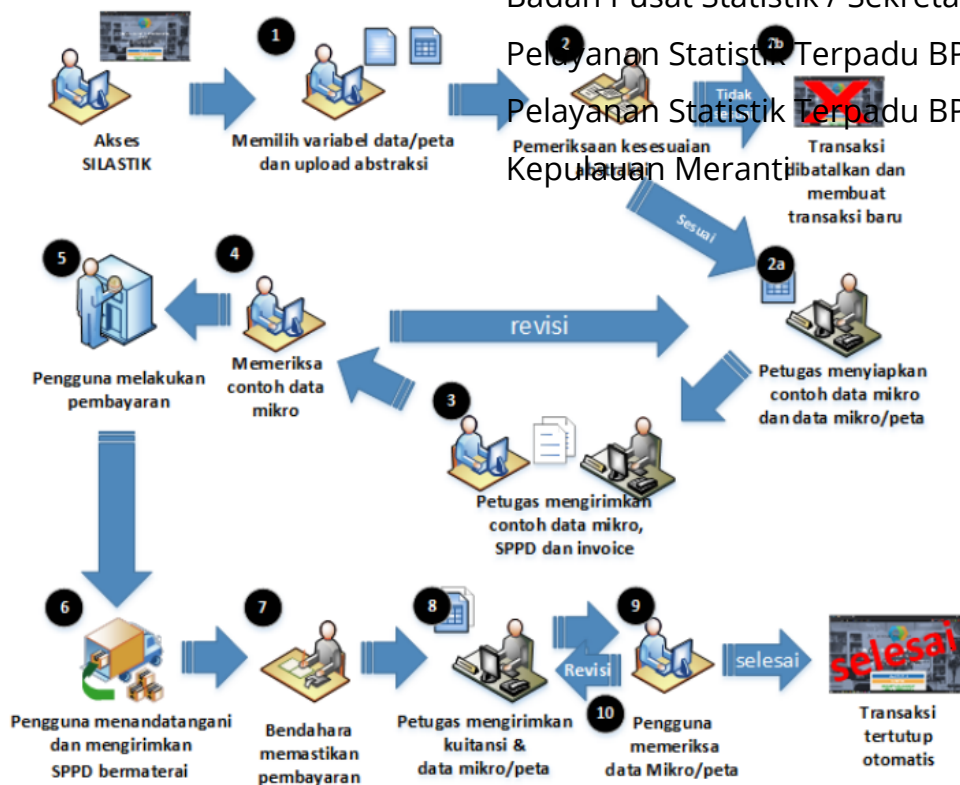 Badan Pusat Statistik / Sekreta
Pelayanan Statistik Terpadu BP
Pelayanan Statistik Terpadu BP
Kepulauan Meranti
Akses
SILASTIK
1
Memilih variabel data/peta
dan upload abstraksi
2
Pemeriksaan kesesuaian
abstraksi
Tidak
sesuai
2b
Transaksi
dibatalkan dan
membuat
transaksi baru
Sesuai
2a
Petugas menyiapkan
contoh data mikro
dan data mikro/peta
revisi
3
Petugas mengirimkan
contoh data mikro,
SPPD dan invoice
4
Memeriksa
contoh data
mikro
5
Pengguna melakukan
pembayaran
6
Pengguna menandatangani
dan mengirimkan
SPPD bermaterai
7
Bendahara
memastikan
pembayaran
8
Petugas mengirimkan
kuitansi &
data mikro/peta
9
Revisi
10
Pengguna
memeriksa
data Mikro/peta
selesai
selesai
Transaksi
tertutup
otomatis